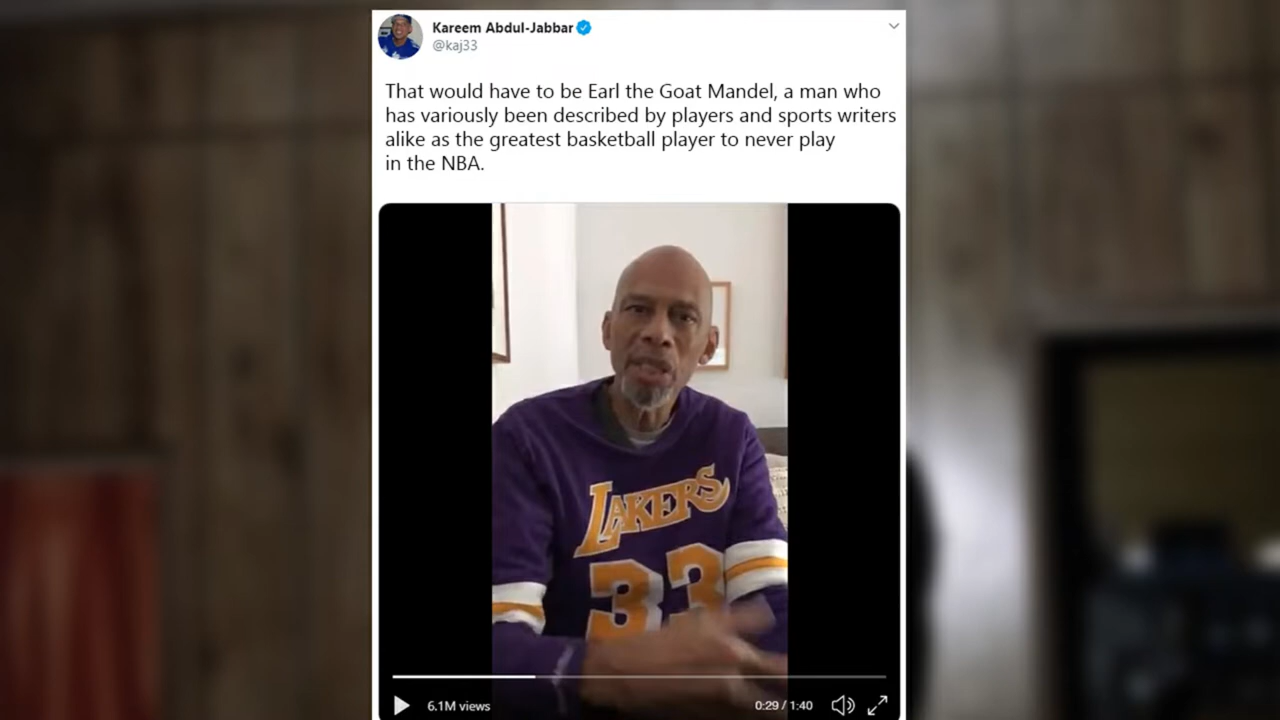 Kareem Abdul-Jabbar
@kaj33
That would have to be Earl the Goat Mandel, a man who
has variously been described by players and sports writers
alike as the greatest basketball player to never play
in the NBA.
LAKERS
33
6.1M views
0:29 / 1:40